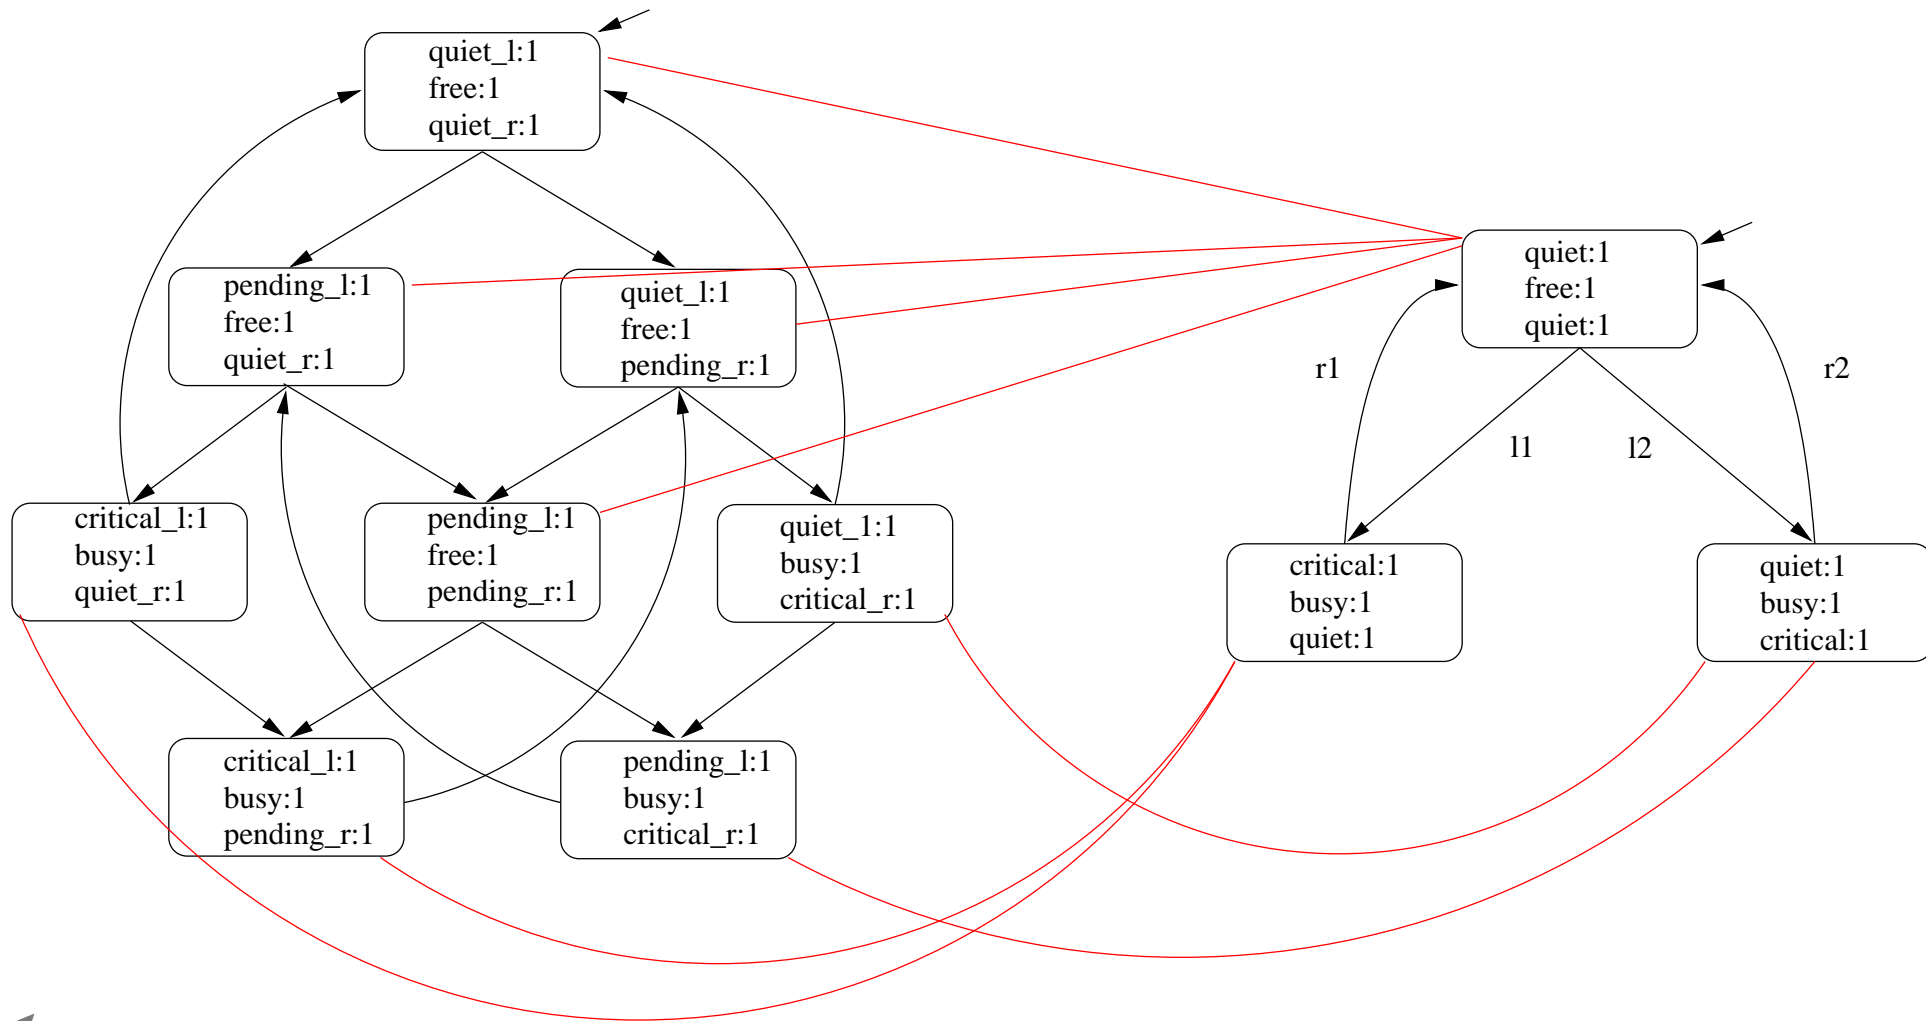 quiet_l:1
free:1
quiet_r:1
pending_l:1
free:1
quiet_r:1
quiet_l:1
free:1
pending_r:1
critical_l:1
busy:1
quiet_r:1
pending_l:1
free:1
pending_r:1
quiet_1:1
busy:1
critical_r:1
critical_l:1
busy:1
pending_r:1
pending_l:1
busy:1
critical_r:1
quiet:1
free:1
quiet:1
r1
r2
l1
l2
critical:1
busy:1
quiet:1
quiet:1
busy:1
critical:1